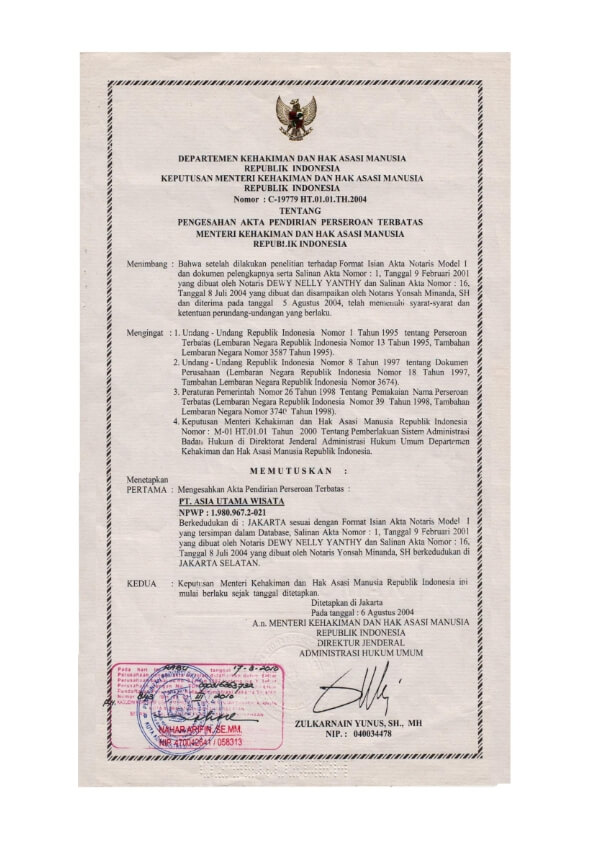 DEPARTEMEN KEHAKIMAN DAN HAK ASASI MANUSIA
REPUBLIK INDONESIA
KEPUTUSAN MENTERI KEHAKIMAN DAN HAK ASASI MANUSIA
REPUBLIK INDONESIA
Nomor : C-19779 HT.01.01.TH.2004
TENTANG
PENGESAHAN AKTA PENDIRIAN PERSEROAN TERBATAS
MENTERI KEHAKIMAN DAN HAK ASASI MANUSIA
REPUBLIK INDONESIA
Menimbang : Bahwa setelah dilakukan penelitian terhadap Format Isian Akta Notaris Model I
dan dokumen pelengkapnya serta Salinan Akta Nomor : 1, Tanggal 9 Februari 2001
yang dibuat oleh Notaris DEWY NELLY YANTHY dan Salinan Akta Nomor : 16,
Tanggal 8 Juli 2004 yang dibuat dan disampaikan oleh Notaris Yonsah Minanda, SH
dan diterima pada tanggal 5 Agustus 2004, telah memenuhi syarat-syarat dan
ketentuan perundang-undangan yang berlaku.
Mengingat : 1. Undang - Undang Republik Indonesia Nomor 1 Tahun 1995 tentang Perseroan
Terbatas (Lembaran Negara Republik Indonesia Nomor 13 Tahun 1995, Tambahan
Lembaran Negara Nomor 3587 Tahun 1995).
2. Undang - Undang Republik Indonesia Nomor 8 Tahun 1997 tentang Dokumen
Perusahaan (Lembaran Negara Republik Indonesia Nomor 18 Tahun 1997,
Tambahan Lembaran Negara Republik Indonesia Nomor 3674).
3. Peraturan Pemerintah Nomor 26 Tahun 1998 Tentang Pemakaian Nama Perseroan
Terbatas (Lembaran Negara Republik Indonesia Nomor 39 Tahun 1998, Tambahan
Lembaran Negara Nomor 3740 Tahun 1998).
4. Keputusan Menteri Kehakiman dan Hak Asasi Manusia Republik Indonesia
Nomor : M-01 HT.01.01 Tahun 2000 Tentang Pemberlakuan Sistem Administrasi
Badan Hukum di Direktorat Jenderal Administrasi Hukum Umum Departemen
Kehakiman dan Hak Asasi Manusia Republik Indonesia.
M E M U T U S K A N :
Menetapkan
PERTAMA : Mengesahkan Akta Pendirian Perseroan Terbatas :
PT. ASIA UTAMA WISATA
NPWP : 1.980.967.2-021
Berkedudukan di : JAKARTA sesuai dengan Format Isian Akta Notaris Model I
yang tersimpan dalam Database, Salinan Akta Nomor : 1, Tanggal 9 Februari 2001
yang dibuat oleh Notaris DEWY NELLY YANTHY dan Salinan Akta Nomor : 16,
Tanggal 8 Juli 2004 yang dibuat oleh Notaris Yonsah Minanda, SH berkedudukan di
JAKARTA SELATAN.
KEDUA : Keputusan Menteri Kehakiman dan Hak Asasi Manusia Republik Indonesia ini
mulai berlaku sejak tanggal ditetapkan.
Ditetapkan di Jakarta
Pada tanggal : 6 Agustus 2004
A.n. MENTERI KEHAKIMAN DAN HAK ASASI MANUSIA
REPUBLIK INDONESIA
DIREKTUR JENDERAL
ADMINISTRASI HUKUM UMUM
ZULKARNAIN YUNUS, SH., MH
NIP. : 040034478
Pada Hari tanggal 17-8-2010
NAHAR ARIFIN, SE,MM.